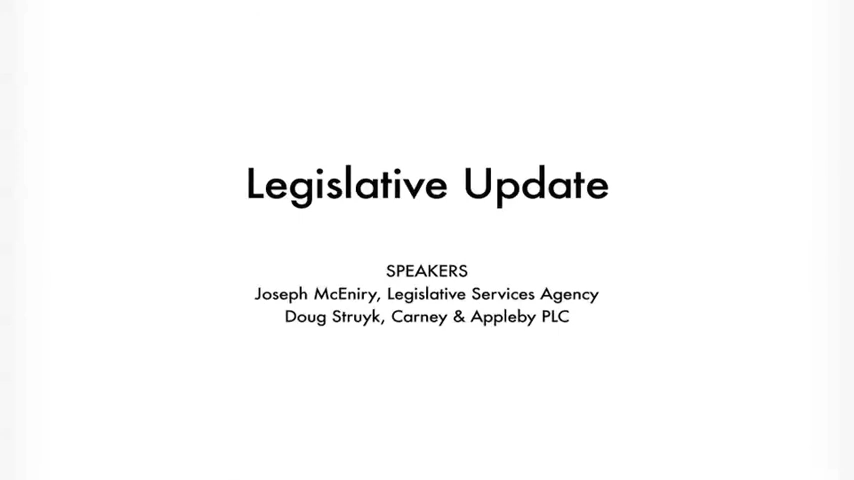 Legislative Update
SPEAKERS
Joseph McEniry, Legislative Services Agency
Doug Struyk, Carney & Appleby PLC